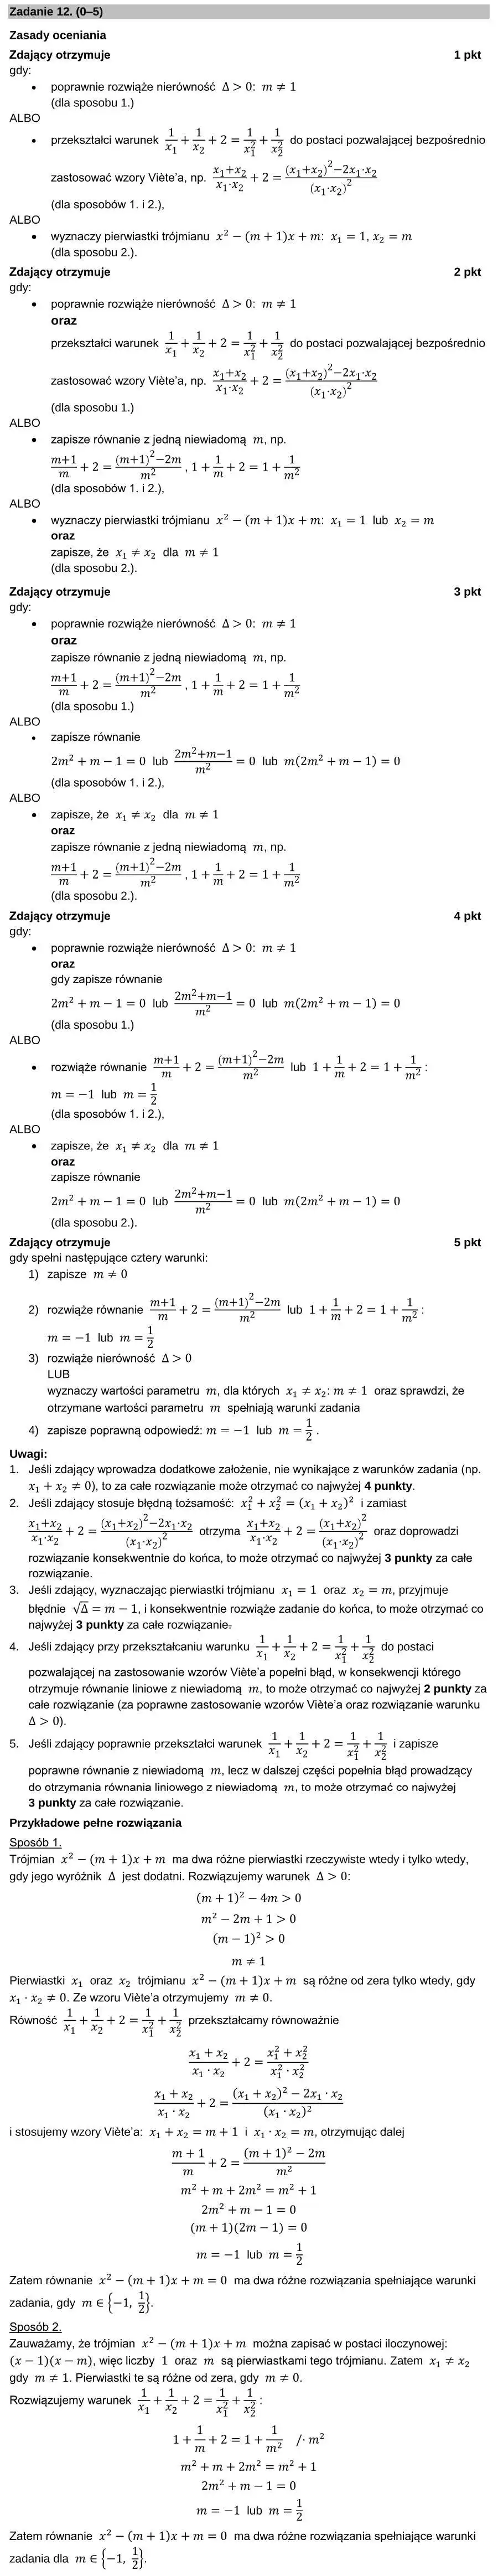 Zadanie 12. (0–5)
Zasady oceniania
Zdający otrzymuje 1 pkt
gdy:
• poprawnie rozwiąże nierówność Δ > 0: m ≠ 1
(dla sposobu 1.)
ALBO
• przekształci warunek 1/x₁ + 1/x₂ + 2 = 1/x₁² + 1/x₂² do postaci pozwalającej bezpośrednio
zastosować wzory Viète’a, np. (x₁+x₂)/(x₁·x₂) + 2 = ((x₁+x₂)²−2x₁·x₂)/(x₁·x₂)²
(dla sposobów 1. i 2.),
ALBO
• wyznaczy pierwiastki trójmianu x² − (m + 1)x + m: x₁ = 1, x₂ = m
(dla sposobu 2.).
Zdający otrzymuje 2 pkt
gdy:
• poprawnie rozwiąże nierówność Δ > 0: m ≠ 1
oraz
przekształci warunek 1/x₁ + 1/x₂ + 2 = 1/x₁² + 1/x₂² do postaci pozwalającej bezpośrednio
zastosować wzory Viète’a, np. (x₁+x₂)/(x₁·x₂) + 2 = ((x₁+x₂)²−2x₁·x₂)/(x₁·x₂)²
(dla sposobu 1.)
ALBO
• zapisze równanie z jedną niewiadomą m, np.
(m+1)/m + 2 = ((m+1)²−2m)/m² , 1 + 1/m + 2 = 1 + 1/m²
(dla sposobów 1. i 2.),
ALBO
• wyznaczy pierwiastki trójmianu x² − (m + 1)x + m: x₁ = 1 lub x₂ = m
oraz
zapisze, że x₁ ≠ x₂ dla m ≠ 1
(dla sposobu 2.).
Zdający otrzymuje 3 pkt
gdy:
• poprawnie rozwiąże nierówność Δ > 0: m ≠ 1
oraz
zapisze równanie z jedną niewiadomą m, np.
(m+1)/m + 2 = ((m+1)²−2m)/m² , 1 + 1/m + 2 = 1 + 1/m²
(dla sposobu 1.)
ALBO
• zapisze równanie
2m² + m − 1 = 0 lub (2m²+m−1)/m² = 0 lub m(2m² + m − 1) = 0
(dla sposobów 1. i 2.),
ALBO
• zapisze, że x₁ ≠ x₂ dla m ≠ 1
oraz
zapisze równanie z jedną niewiadomą m, np.
(m+1)/m + 2 = ((m+1)²−2m)/m² , 1 + 1/m + 2 = 1 + 1/m²
(dla sposobu 2.).
Zdający otrzymuje 4 pkt
gdy:
• poprawnie rozwiąże nierówność Δ > 0: m ≠ 1
oraz
gdy zapisze równanie
2m² + m − 1 = 0 lub (2m²+m−1)/m² = 0 lub m(2m² + m − 1) = 0
(dla sposobu 1.)
ALBO
• rozwiąże równanie (m+1)/m + 2 = ((m+1)²−2m)/m² lub 1 + 1/m + 2 = 1 + 1/m² :
m = −1 lub m = 1/2
(dla sposobów 1. i 2.),
ALBO
• zapisze, że x₁ ≠ x₂ dla m ≠ 1
oraz
zapisze równanie
2m² + m − 1 = 0 lub (2m²+m−1)/m² = 0 lub m(2m² + m − 1) = 0
(dla sposobu 2.).
Zdający otrzymuje 5 pkt
gdy spełni następujące cztery warunki:
1) zapisze m ≠ 0
2) rozwiąże równanie (m+1)/m + 2 = ((m+1)²−2m)/m² lub 1 + 1/m + 2 = 1 + 1/m² :
m = −1 lub m = 1/2
3) rozwiąże nierówność Δ > 0
LUB
wyznaczy wartości parametru m, dla których x₁ ≠ x₂: m ≠ 1 oraz sprawdzi, że
otrzymane wartości parametru m spełniają warunki zadania
4) zapisze poprawną odpowiedź: m = −1 lub m = 1/2 .
Uwagi:
1. Jeśli zdający wprowadza dodatkowe założenie, nie wynikające z warunków zadania (np.
x₁ + x₂ ≠ 0), to za całe rozwiązanie może otrzymać co najwyżej 4 punkty.
2. Jeśli zdający stosuje błędną tożsamość: x₁² + x₂² = (x₁ + x₂)² i zamiast
(x₁+x₂)/(x₁·x₂) + 2 = ((x₁+x₂)²−2x₁·x₂)/(x₁·x₂)² otrzyma (x₁+x₂)/(x₁·x₂) + 2 = (x₁+x₂)²/(x₁·x₂)² oraz doprowadzi
rozwiązanie konsekwentnie do końca, to może otrzymać co najwyżej 3 punkty za całe
rozwiązanie.
3. Jeśli zdający, wyznaczając pierwiastki trójmianu x₁ = 1 oraz x₂ = m, przyjmuje
błędnie √Δ = m − 1, i konsekwentnie rozwiąże zadanie do końca, to może otrzymać co
najwyżej 3 punkty za całe rozwiązanie.
4. Jeśli zdający przy przekształcaniu warunku 1/x₁ + 1/x₂ + 2 = 1/x₁² + 1/x₂² do postaci
pozwalającej na zastosowanie wzorów Viète’a popełni błąd, w konsekwencji którego
otrzymuje równanie liniowe z niewiadomą m, to może otrzymać co najwyżej 2 punkty za
całe rozwiązanie (za poprawne zastosowanie wzorów Viète’a oraz rozwiązanie warunku
Δ > 0).
5. Jeśli zdający poprawnie przekształci warunek 1/x₁ + 1/x₂ + 2 = 1/x₁² + 1/x₂² i zapisze
poprawne równanie z niewiadomą m, lecz w dalszej części popełnia błąd prowadzący
do otrzymania równania liniowego z niewiadomą m, to może otrzymać co najwyżej
3 punkty za całe rozwiązanie.
Przykładowe pełne rozwiązania
Sposób 1.
Trójmian x² − (m + 1)x + m ma dwa różne pierwiastki rzeczywiste wtedy i tylko wtedy,
gdy jego wyróżnik Δ jest dodatni. Rozwiązujemy warunek Δ > 0:
(m + 1)² − 4m > 0
m² − 2m + 1 > 0
(m − 1)² > 0
m ≠ 1
Pierwiastki x₁ oraz x₂ trójmianu x² − (m + 1)x + m są różne od zera tylko wtedy, gdy
x₁ · x₂ ≠ 0. Ze wzoru Viète’a otrzymujemy m ≠ 0.
Równość 1/x₁ + 1/x₂ + 2 = 1/x₁² + 1/x₂² przekształcamy równoważnie
(x₁ + x₂)/(x₁ · x₂) + 2 = (x₁² + x₂²)/(x₁² · x₂²)
(x₁ + x₂)/(x₁ · x₂) + 2 = ((x₁ + x₂)² − 2x₁ · x₂)/(x₁ · x₂)²
i stosujemy wzory Viète’a: x₁ + x₂ = m + 1 i x₁ · x₂ = m, otrzymując dalej
(m + 1)/m + 2 = ((m + 1)² − 2m)/m²
m² + m + 2m² = m² + 1
2m² + m − 1 = 0
(m + 1)(2m − 1) = 0
m = −1 lub m = 1/2
Zatem równanie x² − (m + 1)x + m = 0 ma dwa różne rozwiązania spełniające warunki
zadania, gdy m ∈ {−1, 1/2}.
Sposób 2.
Zauważamy, że trójmian x² − (m + 1)x + m można zapisać w postaci iloczynowej:
(x − 1)(x − m), więc liczby 1 oraz m są pierwiastkami tego trójmianu. Zatem x₁ ≠ x₂
gdy m ≠ 1. Pierwiastki te są różne od zera, gdy m ≠ 0.
Rozwiązujemy warunek 1/x₁ + 1/x₂ + 2 = 1/x₁² + 1/x₂² :
1 + 1/m + 2 = 1 + 1/m² /· m²
m² + m + 2m² = m² + 1
2m² + m − 1 = 0
m = −1 lub m = 1/2
Zatem równanie x² − (m + 1)x + m = 0 ma dwa różne rozwiązania spełniające warunki
zadania dla m ∈ {−1, 1/2}.